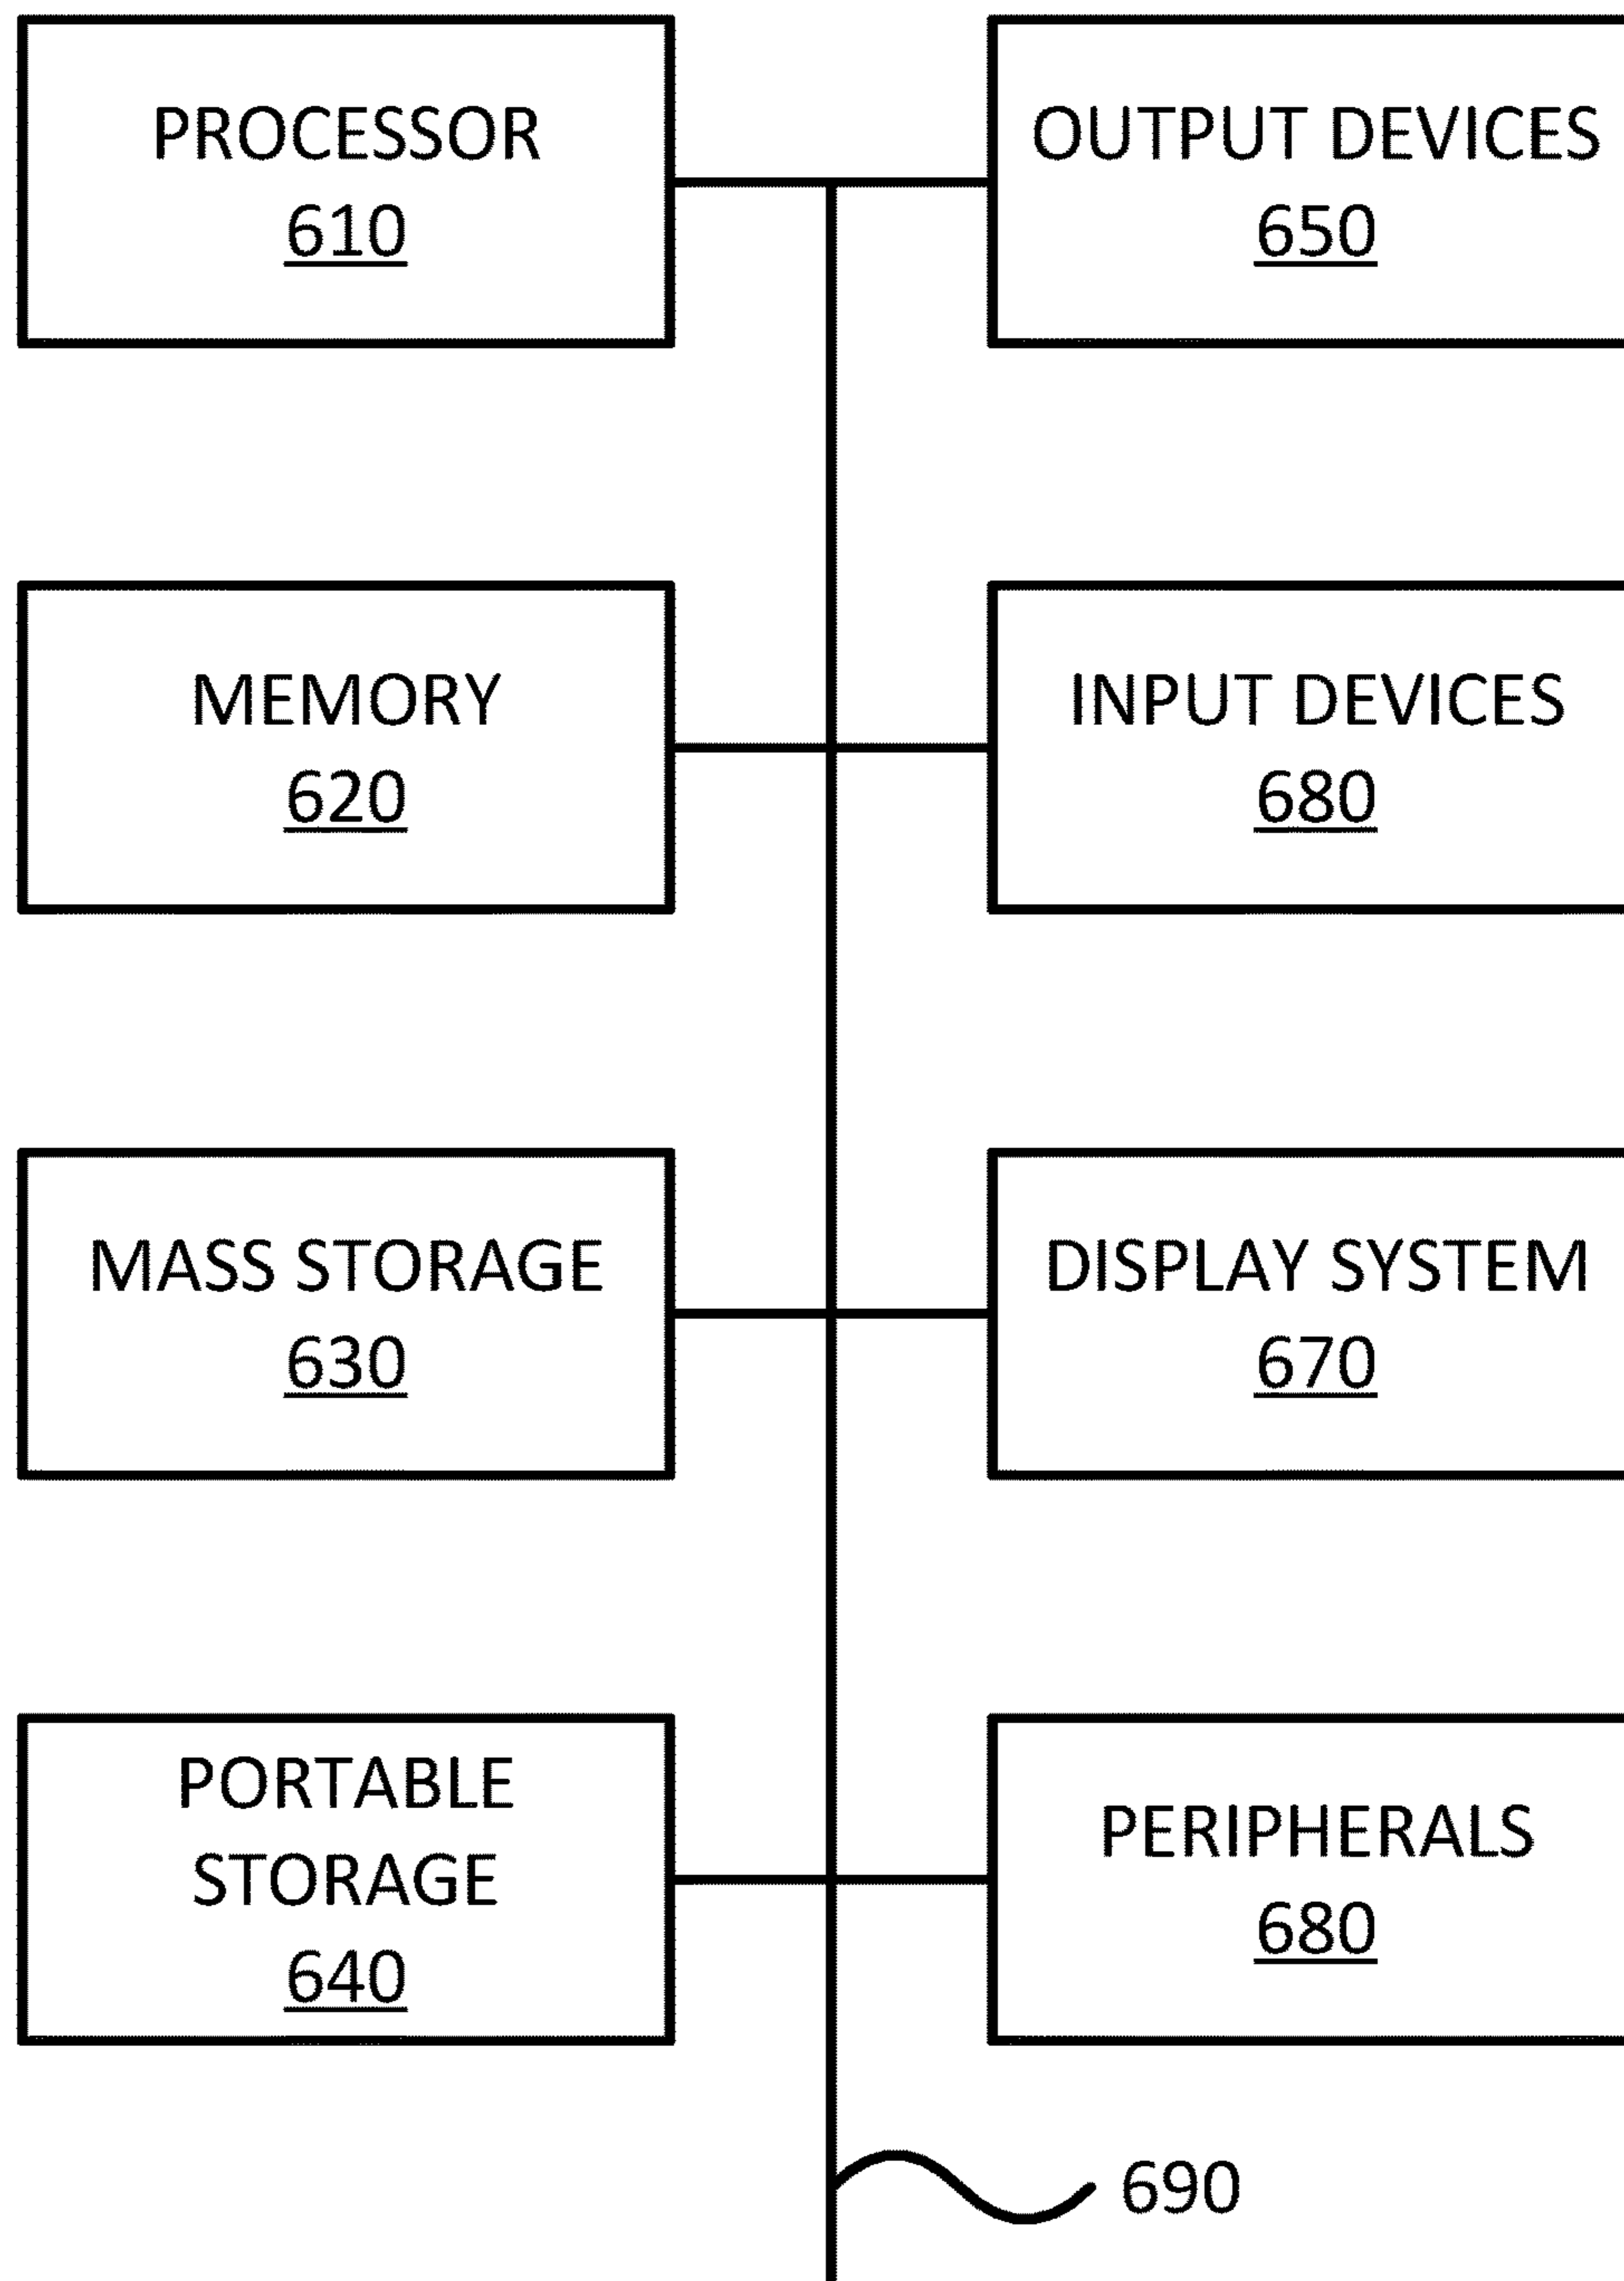 PROCESSOR
610
OUTPUT DEVICES
650
MEMORY
620
INPUT DEVICES
680
MASS STORAGE
630
DISPLAY SYSTEM
670
PORTABLE
STORAGE
640
PERIPHERALS
680
690